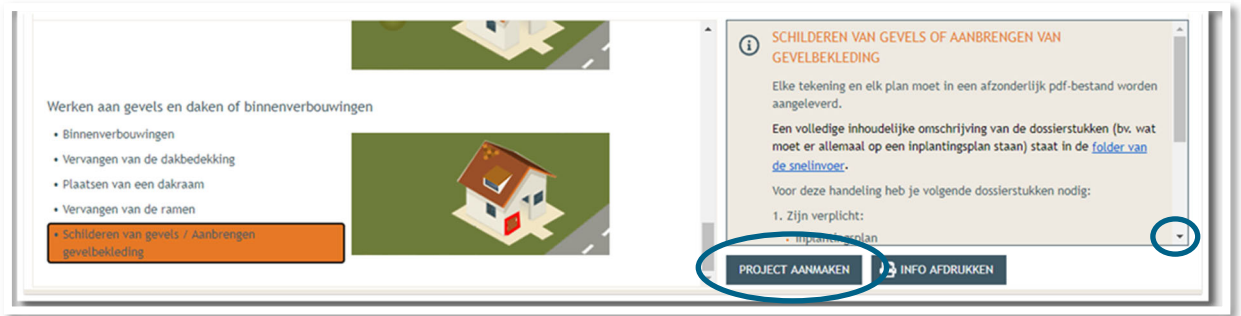 Werken aan gevels en daken of binnenverbouwingen
• Binnenverbouwingen
• Vervangen van de dakbedekking
• Plaatsen van een dakraam
• Vervangen van de ramen
• Schilderen van gevels / Aanbrengen
gevelbekleding
SCHILDEREN VAN GEVELS OF AANBRENGEN VAN
GEVELBEKLEDING
Elke tekening en elk plan moet in een afzonderlijk pdf-bestand worden
aangeleverd.
Een volledige inhoudelijke omschrijving van de dossierstukken (bv. wat
moet er allemaal op een inplantingsplan staan) staat in de folder van
de snelinvoer.
Voor deze handeling heb je volgende dossierstukken nodig:
1. Zijn verplicht:
• Inplantingsplan
PROJECT AANMAKEN
INFO AFDRUKKEN